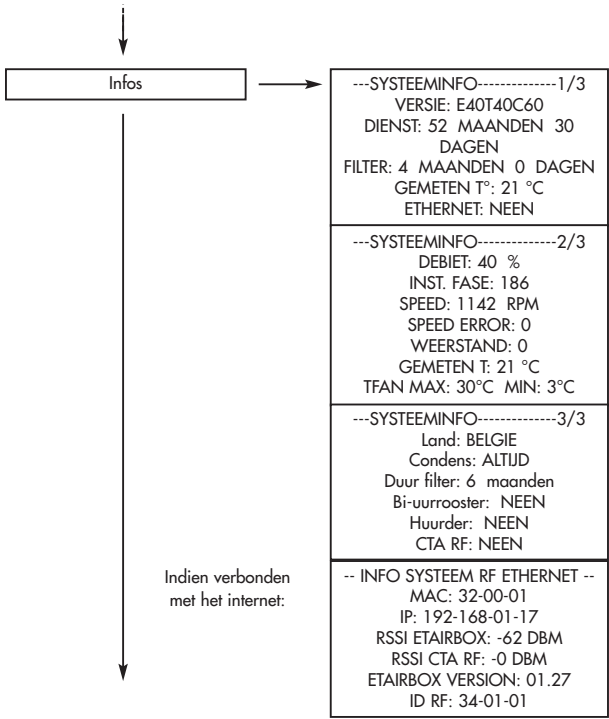 Infos
---SYSTEEMINFO--------------1/3
VERSIE: E40T40C60
DIENST: 52 MAANDEN 30
DAGEN
FILTER: 4 MAANDEN 0 DAGEN
GEMETEN T°: 21 °C
ETHERNET: NEEN
---SYSTEEMINFO--------------2/3
DEBIET: 40 %
INST. FASE: 186
SPEED: 1142 RPM
SPEED ERROR: 0
WEERSTAND: 0
GEMETEN T: 21 °C
TFAN MAX: 30°C MIN: 3°C
---SYSTEEMINFO--------------3/3
Land: BELGIE
Condens: ALTIJD
Duur filter: 6 maanden
Bi-uurrooster: NEEN
Huurder: NEEN
CTA RF: NEEN
Indien verbonden
met het internet:
-- INFO SYSTEEM RF ETHERNET --
MAC: 32-00-01
IP: 192-168-01-17
RSSI ETAIRBOX: -62 DBM
RSSI CTA RF: -0 DBM
ETAIRBOX VERSION: 01.27
ID RF: 34-01-01